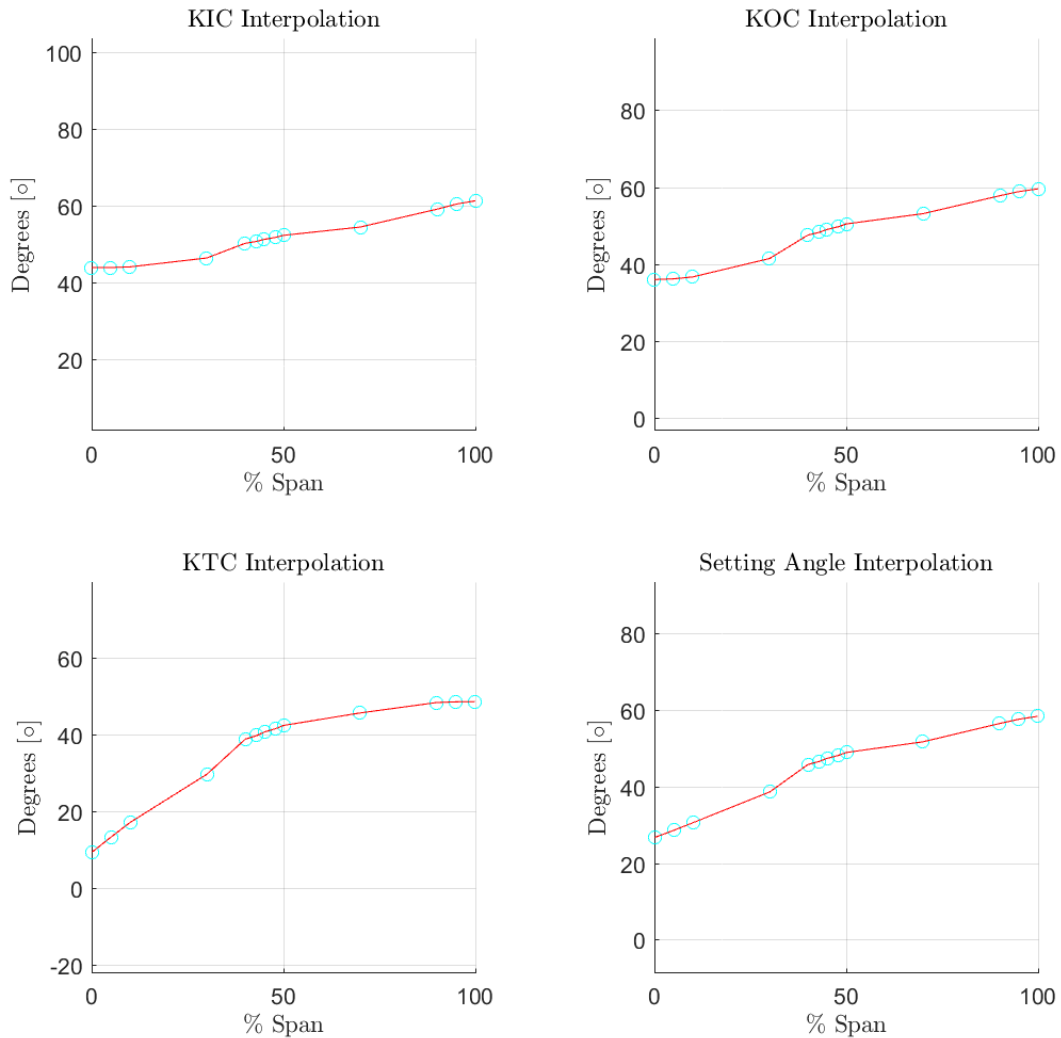 KIC Interpolation
100
80
60
40
20
Degrees [○]
0
50
100
% Span
KOC Interpolation
80
60
40
20
0
Degrees [○]
0
50
100
% Span
KTC Interpolation
60
40
20
0
-20
Degrees [○]
0
50
100
% Span
Setting Angle Interpolation
80
60
40
20
0
Degrees [○]
0
50
100
% Span